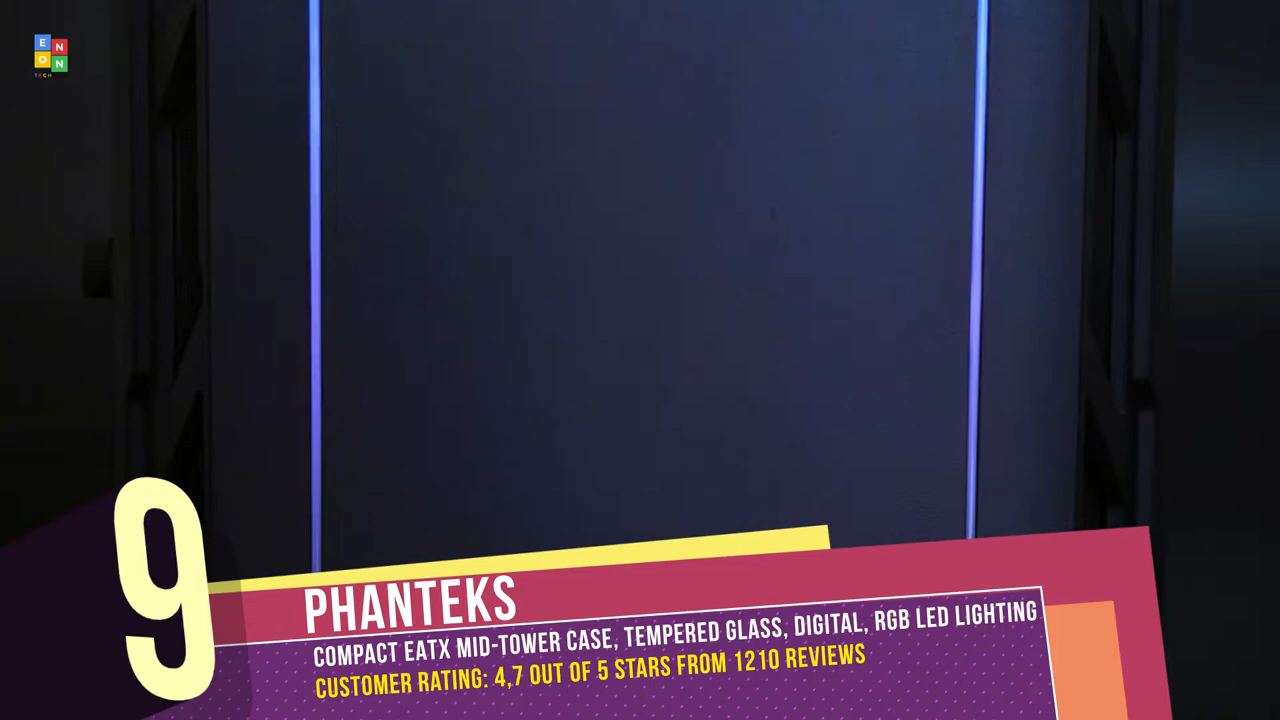 E N
O N
TECH
9
PHANTEKS
COMPACT EATX MID-TOWER CASE, TEMPERED GLASS, DIGITAL, RGB LED LIGHTING
CUSTOMER RATING: 4,7 OUT OF 5 STARS FROM 1210 REVIEWS